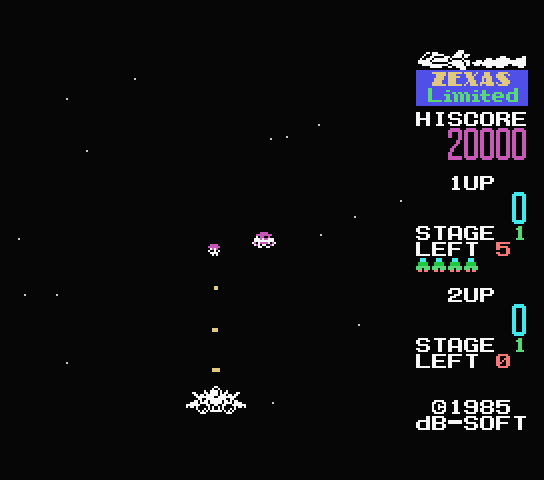 ZEXAS
Limited
HISCORE
20000
1UP
0
STAGE 1
LEFT 5
2UP
0
STAGE 1
LEFT 0
©1985
dB-SOFT